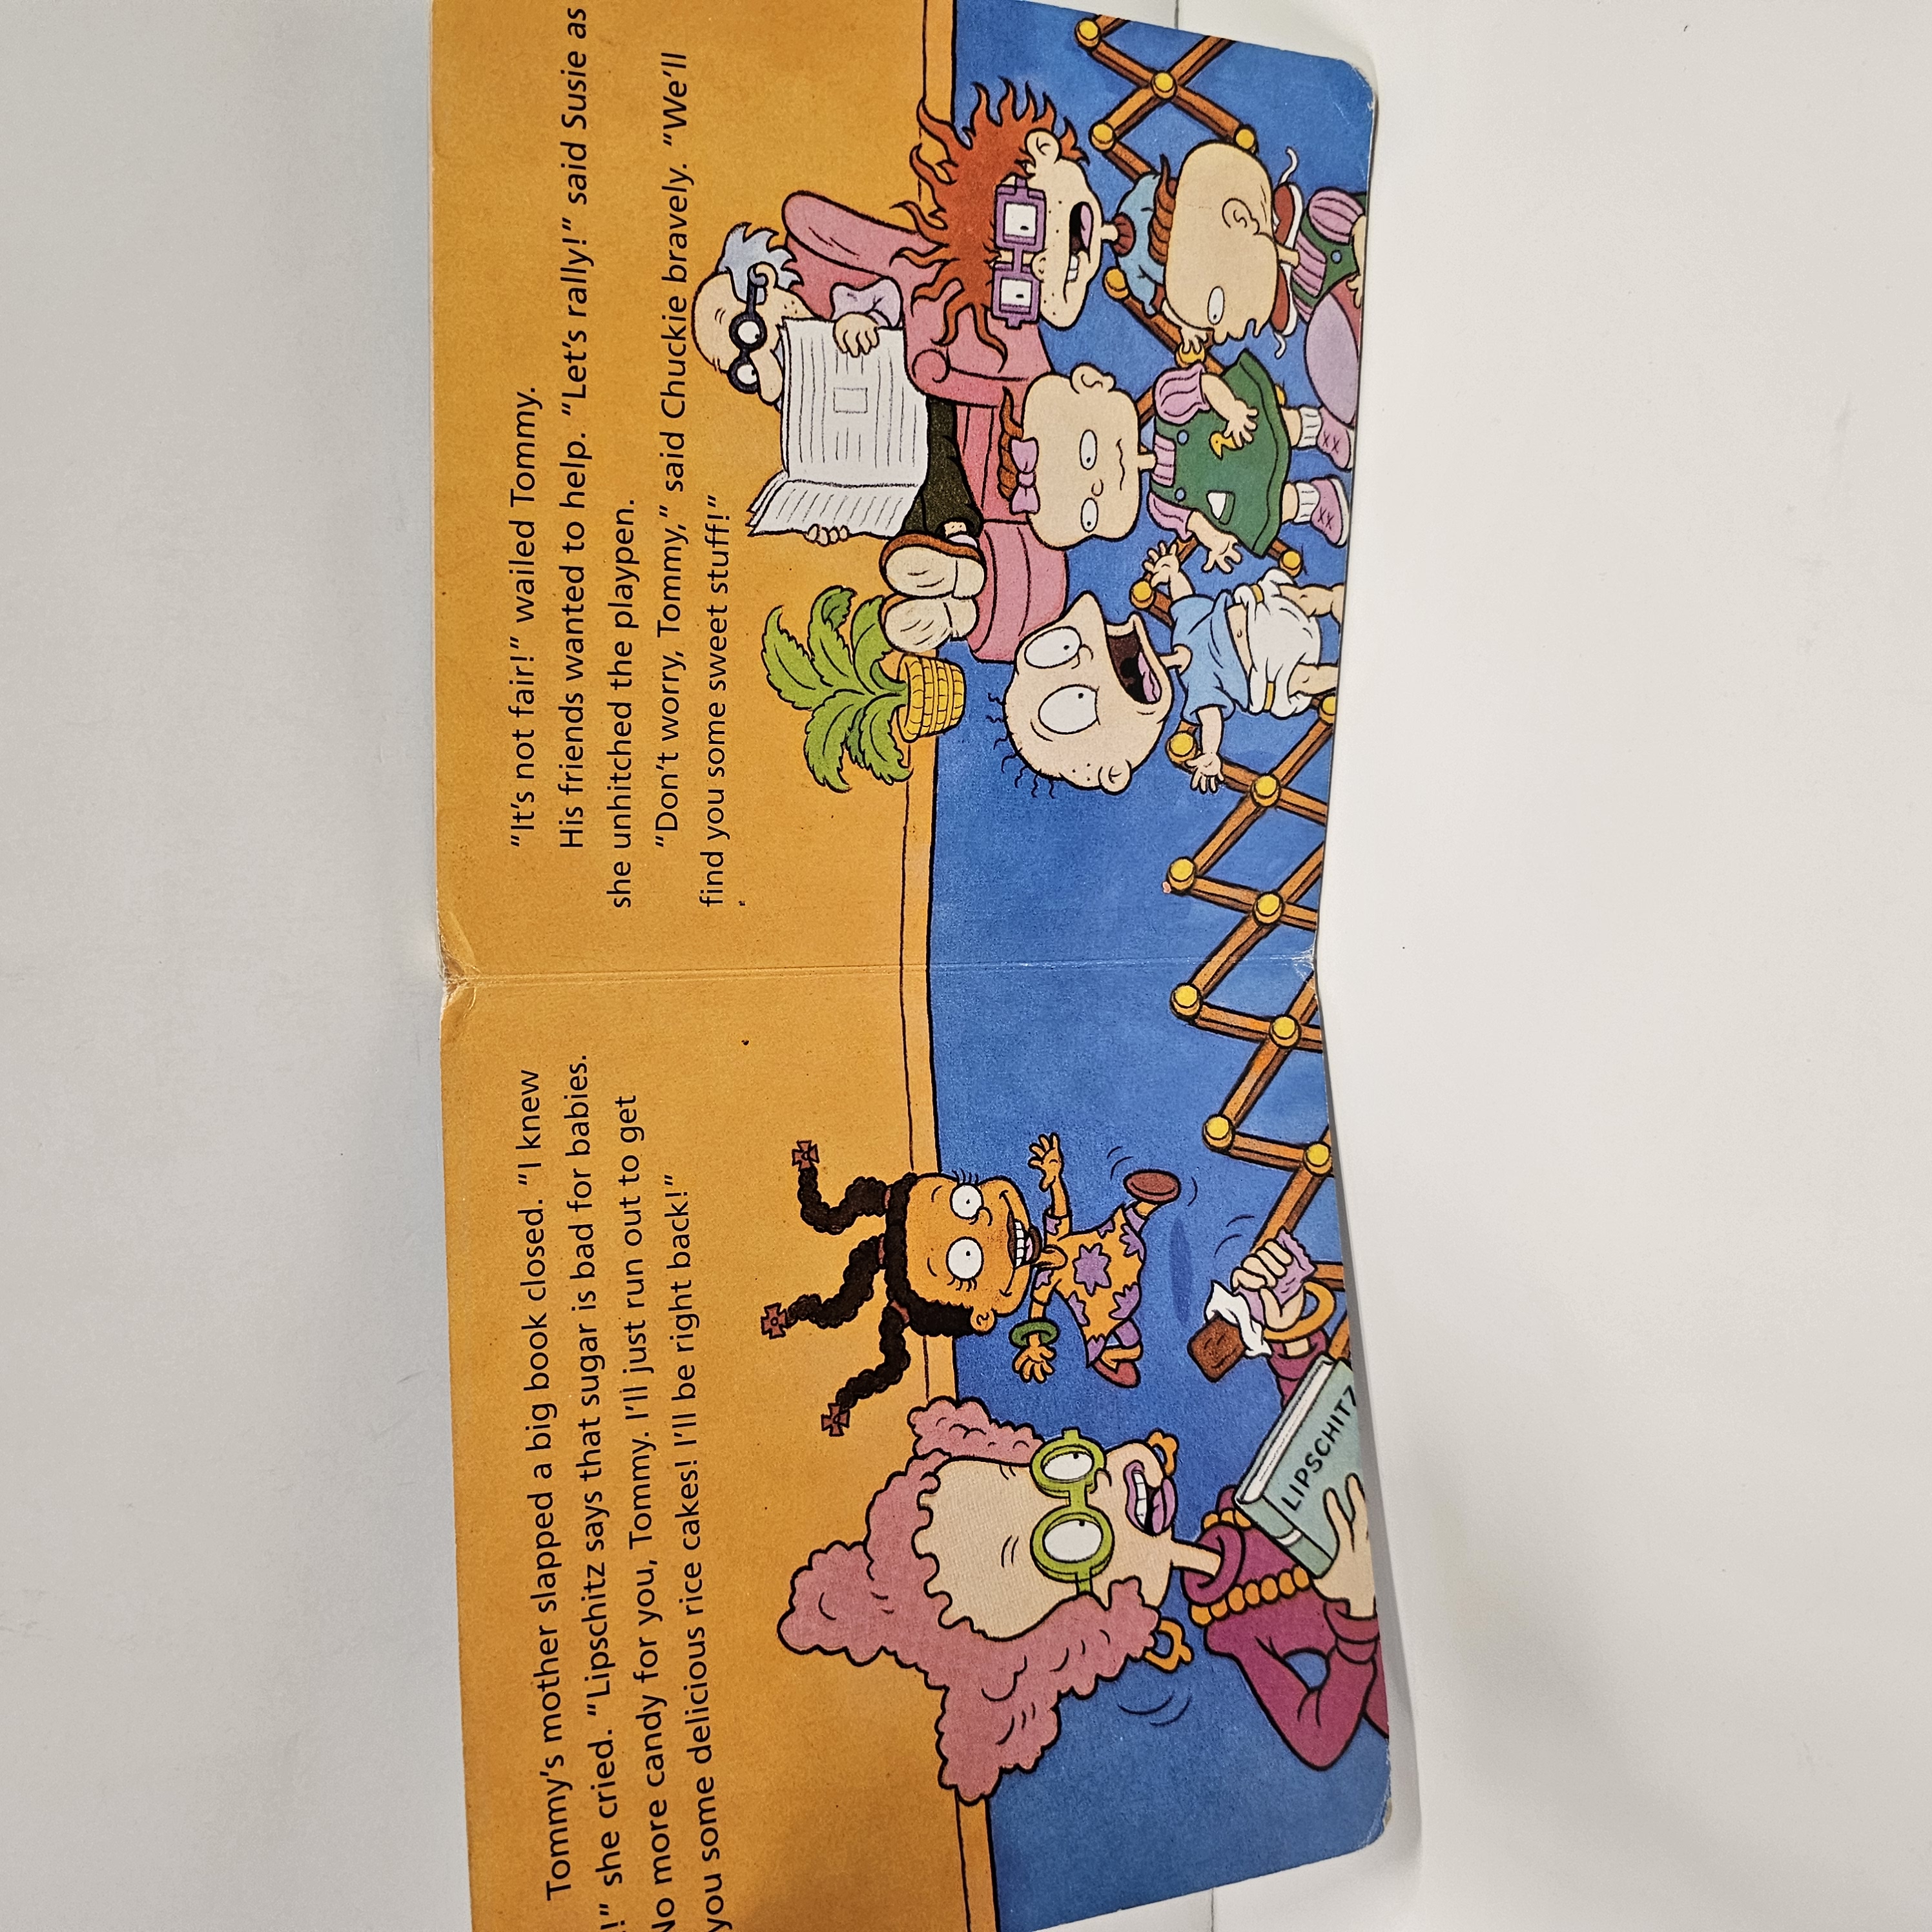 Tommy's mother slapped a big book closed. "I knew
!" she cried. "Lipschitz says that sugar is bad for babies.
No more candy for you, Tommy. I'll just run out to get
you some delicious rice cakes! I'll be right back!"
LIPSCHITZ
"It's not fair!" wailed Tommy.
His friends wanted to help. "Let's rally!" said Susie as
she unhitched the playpen.
"Don't worry, Tommy," said Chuckie bravely. "We'll
find you some sweet stuff!"